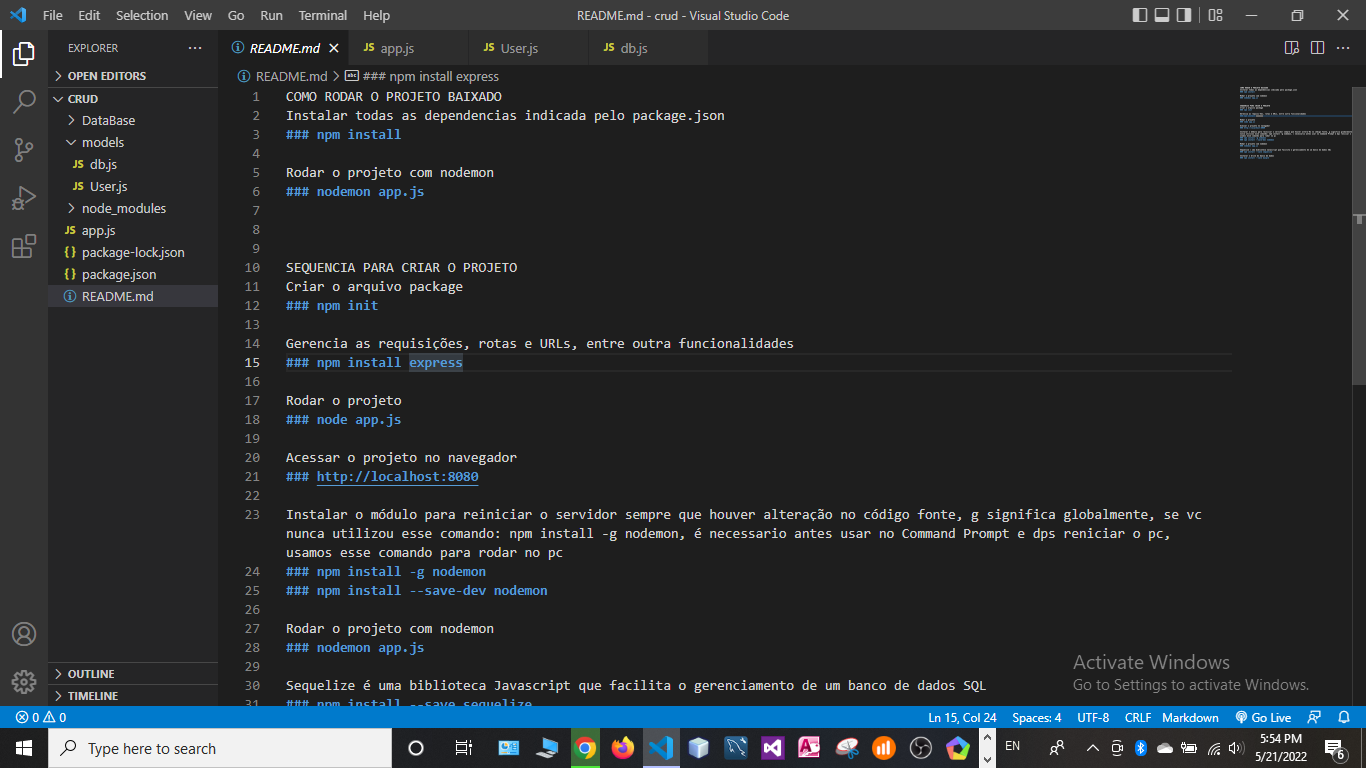 File Edit Selection View Go Run Terminal Help README.md - crud - Visual Studio Code
EXPLORER
README.md app.js User.js db.js
OPEN EDITORS
CRUD
DataBase
models
db.js
User.js
node_modules
app.js
package-lock.json
package.json
README.md
OUTLINE
TIMELINE
README.md > ### npm install express
1 COMO RODAR O PROJETO BAIXADO
2 Instalar todas as dependencias indicada pelo package.json
3 ### npm install
4
5 Rodar o projeto com nodemon
6 ### nodemon app.js
7
8
9
10 SEQUENCIA PARA CRIAR O PROJETO
11 Criar o arquivo package
12 ### npm init
13
14 Gerencia as requisições, rotas e URLs, entre outra funcionalidades
15 ### npm install express
16
17 Rodar o projeto
18 ### node app.js
19
20 Acessar o projeto no navegador
21 ### http://localhost:8080
22
23 Instalar o módulo para reiniciar o servidor sempre que houver alteração no código fonte, g significa globalmente, se vc
nunca utilizou esse comando: npm install -g nodemon, é necessario antes usar no Command Prompt e dps reniciar o pc,
usamos esse comando para rodar no pc
24 ### npm install -g nodemon
25 ### npm install --save-dev nodemon
26
27 Rodar o projeto com nodemon
28 ### nodemon app.js
29
30 Sequelize é uma biblioteca Javascript que facilita o gerenciamento de um banco de dados SQL
31 ### npm install --save sequelize
Activate Windows
Go to Settings to activate Windows.
0 0 Ln 15, Col 24 Spaces: 4 UTF-8 CRLF Markdown Go Live
Type here to search
EN
5:54 PM
5/21/2022
6